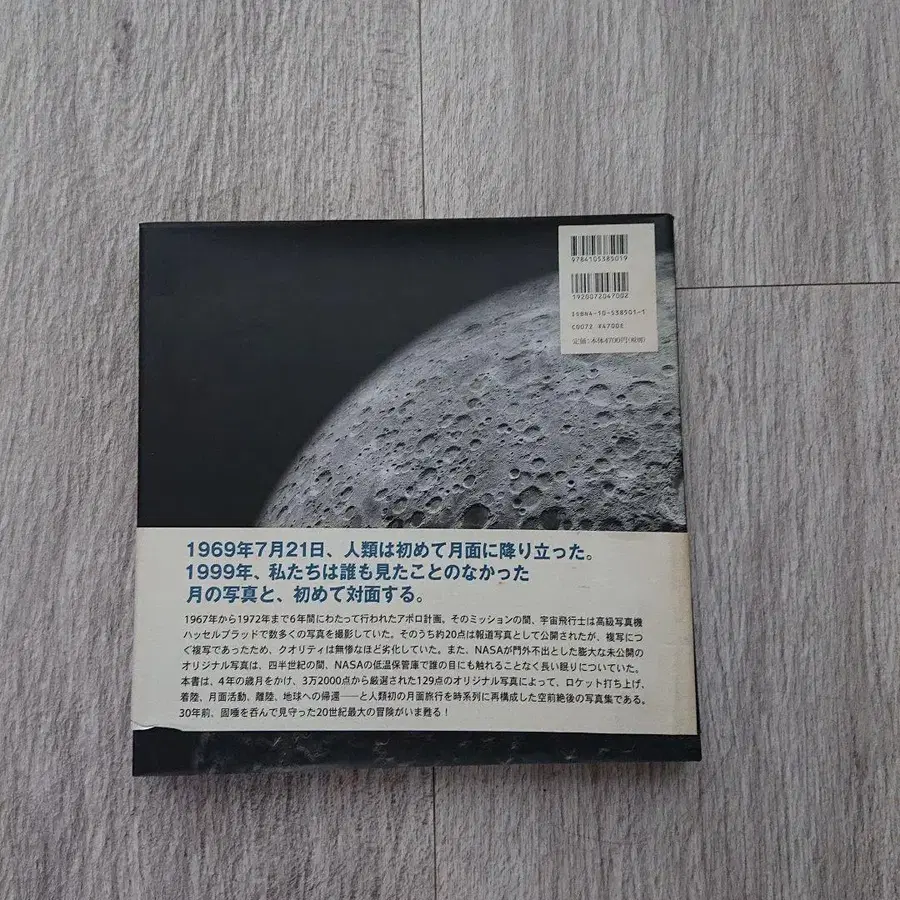 9784105385019
1920072047002
ISBN4-10-538501-1
C0072 ¥4700E
定価：本体4700円（税別）
1969年7月21日、人類は初めて月面に降り立った。
1999年、私たちは誰も見たことのなかった
月の写真と、初めて対面する。
1967年から1972年まで6年間にわたって行われたアポロ計画。そのミッションの間、宇宙飛行士は高級写真機
ハッセルブラッドで数多くの写真を撮影していた。そのうち約20点は報道写真として公開されたが、複写につ
ぐ複写であったため、クオリティは無惨なほど劣化していた。また、NASAが門外不出とした膨大な未公開の
オリジナル写真は、四半世紀の間、NASAの低温保管庫で誰の目にも触れることなく長い眠りについていた。
本書は、4年の歳月をかけ、3万2000点から厳選された129点のオリジナル写真によって、ロケット打ち上げ、
着陸、月面活動、離陸、地球への帰還――と人類初の月面旅行を時系列に再構成した空前絶後の写真集である。
30年前、固唾を呑んで見守った20世紀最大の冒険がいま甦る！